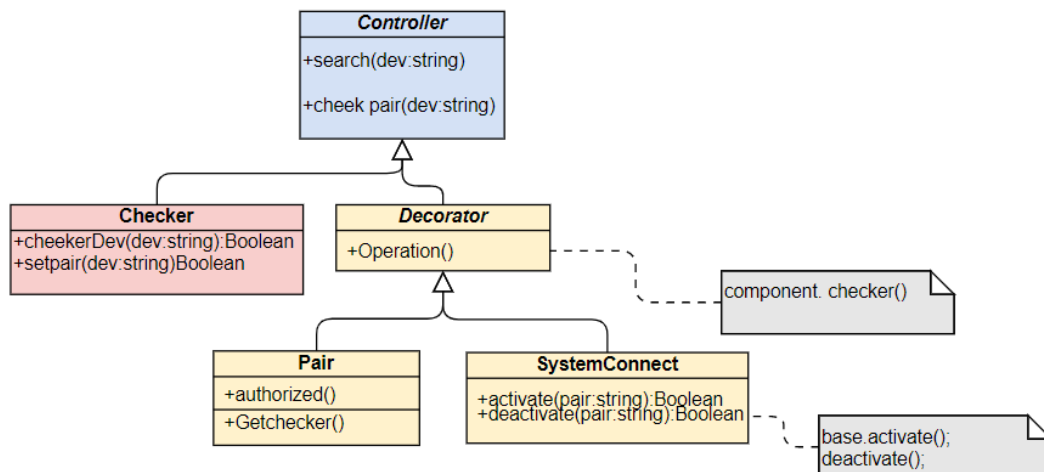 Controller
+search(dev:string)
+cheek pair(dev:string)
Checker
+cheekerDev(dev:string):Boolean
+setpair(dev:string)Boolean
Decorator
+Operation()
component. checker()
Pair
+authorized()
+Getchecker()
SystemConnect
+activate(pair:string):Boolean
+deactivate(pair:string):Boolean
base.activate();
deactivate();